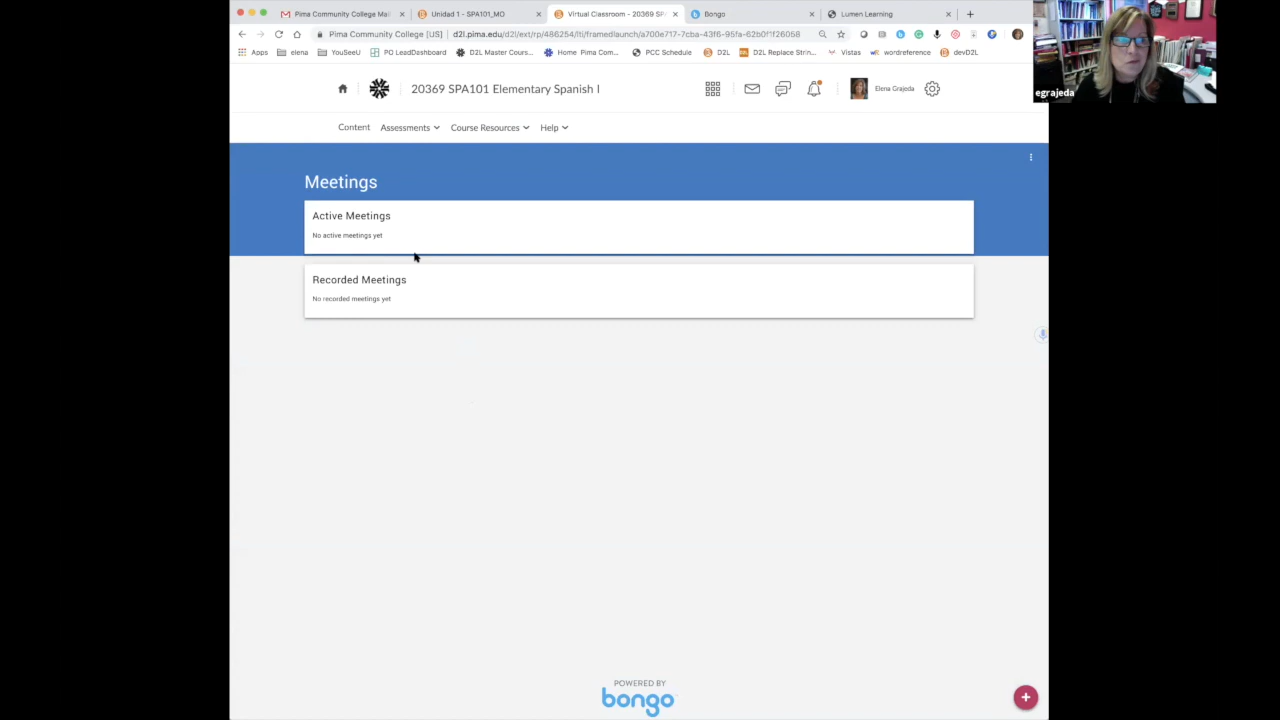 Pima Community College Mai
Unidad 1 - SPA101_MO
Virtual Classroom - 20369 SP
Bongo
Lumen Learning
Pima Community College [US] | d2l.pima.edu/d2l/ext/rp/486254/lti/framedlaunch/a700e717-7cba-43f6-95fa-62b0f1f26058
Apps elena YouSeeU PO LeadDashboard D2L Master Cours... Home Pima Com... PCC Schedule D2L D2L Replace Strin... Vistas wordreference devD2L
egrajeda
20369 SPA101 Elementary Spanish I
Elena Grajeda
Content Assessments Course Resources Help
Meetings
Active Meetings
No active meetings yet
Recorded Meetings
No recorded meetings yet
POWERED BY
bongo